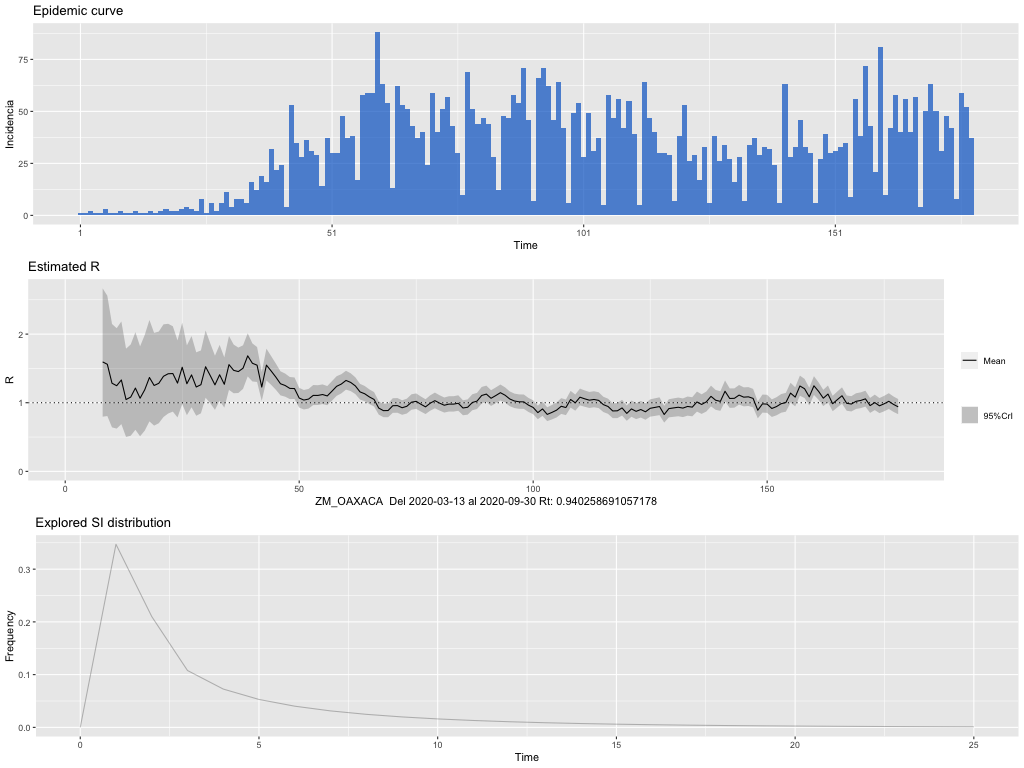 Epidemic curve
75
50
25
0
Incidencia
1 51 101 151
Time
Estimated R
2
1
0
R
0 50 100 150
ZM_OAXACA Del 2020-03-13 al 2020-09-30 Rt: 0.940258691057178
Mean
95%CrI
Explored SI distribution
0.3
0.2
0.1
0.0
Frequency
0 5 10 15 20 25
Time